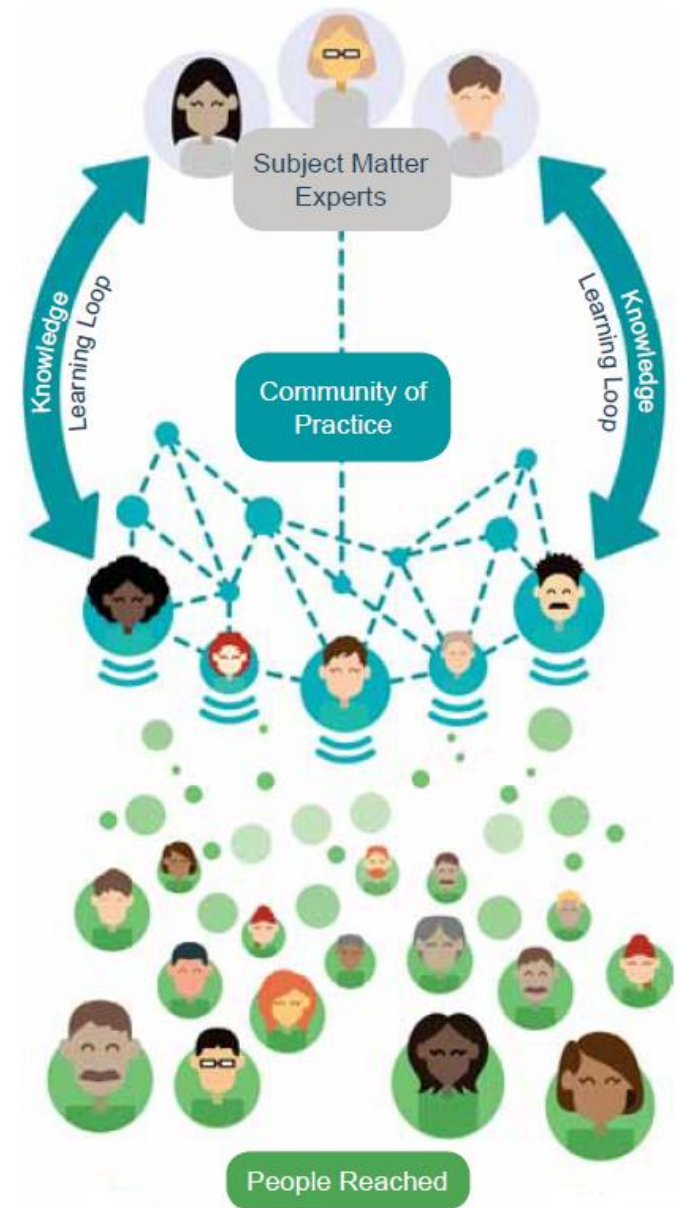 Subject Matter
Experts
Knowledge
Learning Loop
Knowledge
Learning Loop
Community of
Practice
People Reached